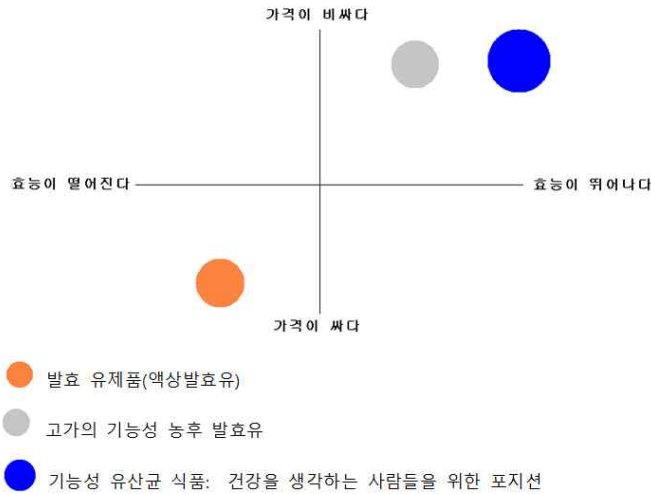 가격이 비싸다
효능이 떨어진다
효능이 뛰어나다
가격이 싸다
발효 유제품(액상발효유)
고가의 기능성 농후 발효유
기능성 유산균 식품: 건강을 생각하는 사람들을 위한 포지션